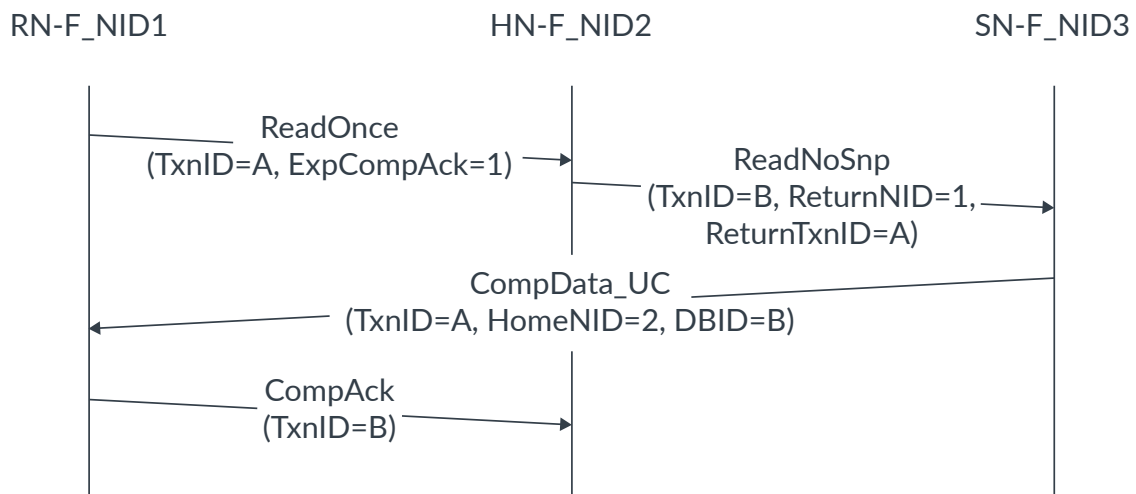 RN-F_NID1
HN-F_NID2
SN-F_NID3
ReadOnce
(TxnID=A, ExpCompAck=1)
ReadNoSnp
(TxnID=B, ReturnNID=1,
ReturnTxnID=A)
CompData_UC
(TxnID=A, HomeNID=2, DBID=B)
CompAck
(TxnID=B)